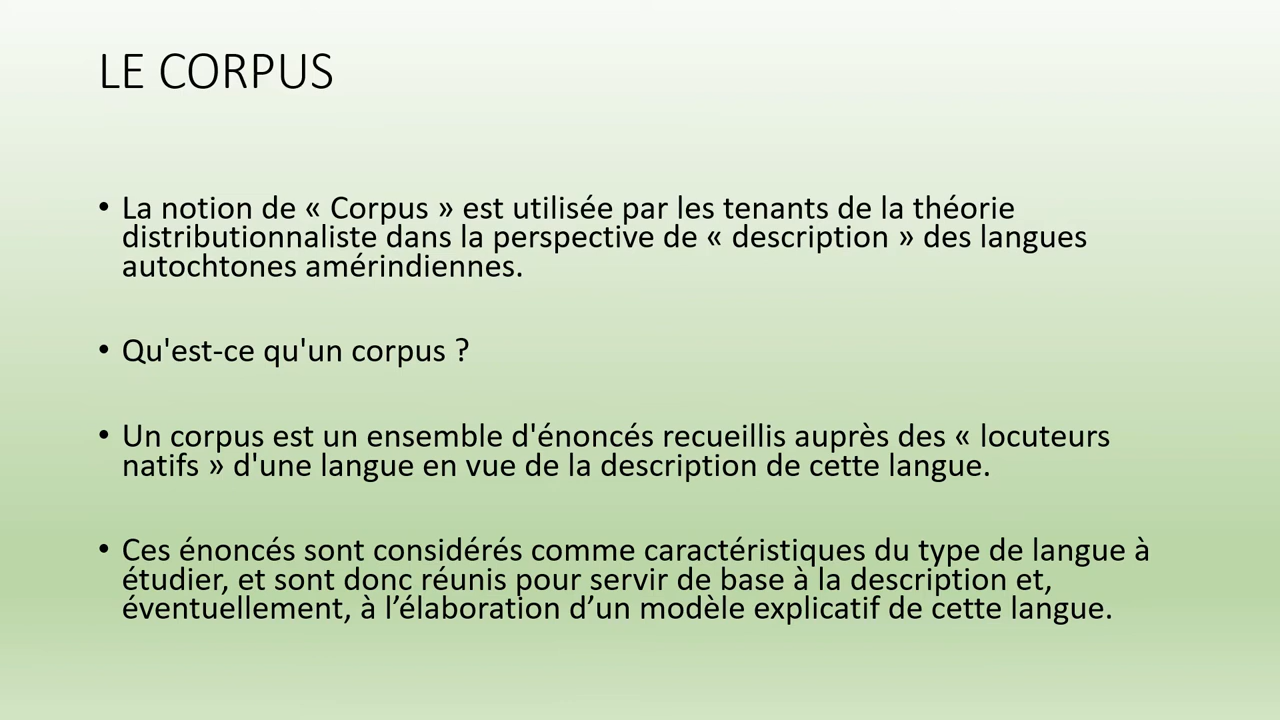 LE CORPUS
• La notion de « Corpus » est utilisée par les tenants de la théorie
distributionnaliste dans la perspective de « description » des langues
autochtones amérindiennes.
• Qu'est-ce qu'un corpus ?
• Un corpus est un ensemble d'énoncés recueillis auprès des « locuteurs
natifs » d'une langue en vue de la description de cette langue.
• Ces énoncés sont considérés comme caractéristiques du type de langue à
étudier, et sont donc réunis pour servir de base à la description et,
éventuellement, à l’élaboration d’un modèle explicatif de cette langue.